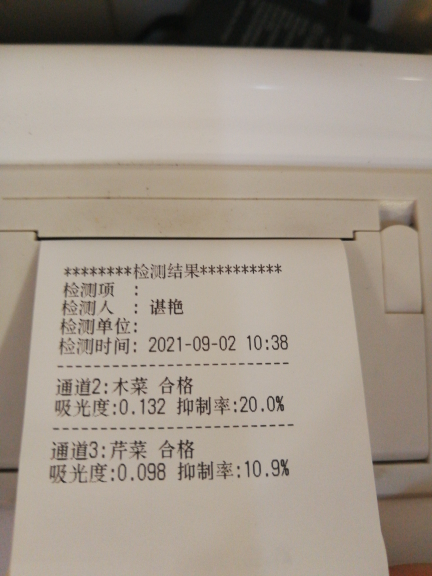 ********检测结果**********
检测项 :
检测人 : 谌艳
检测单位:
检测时间: 2021-09-02 10:38
--------------------------
通道2:木菜 合格
吸光度:0.132 抑制率:20.0%
--------------------------
通道3:芹菜 合格
吸光度:0.098 抑制率:10.9%